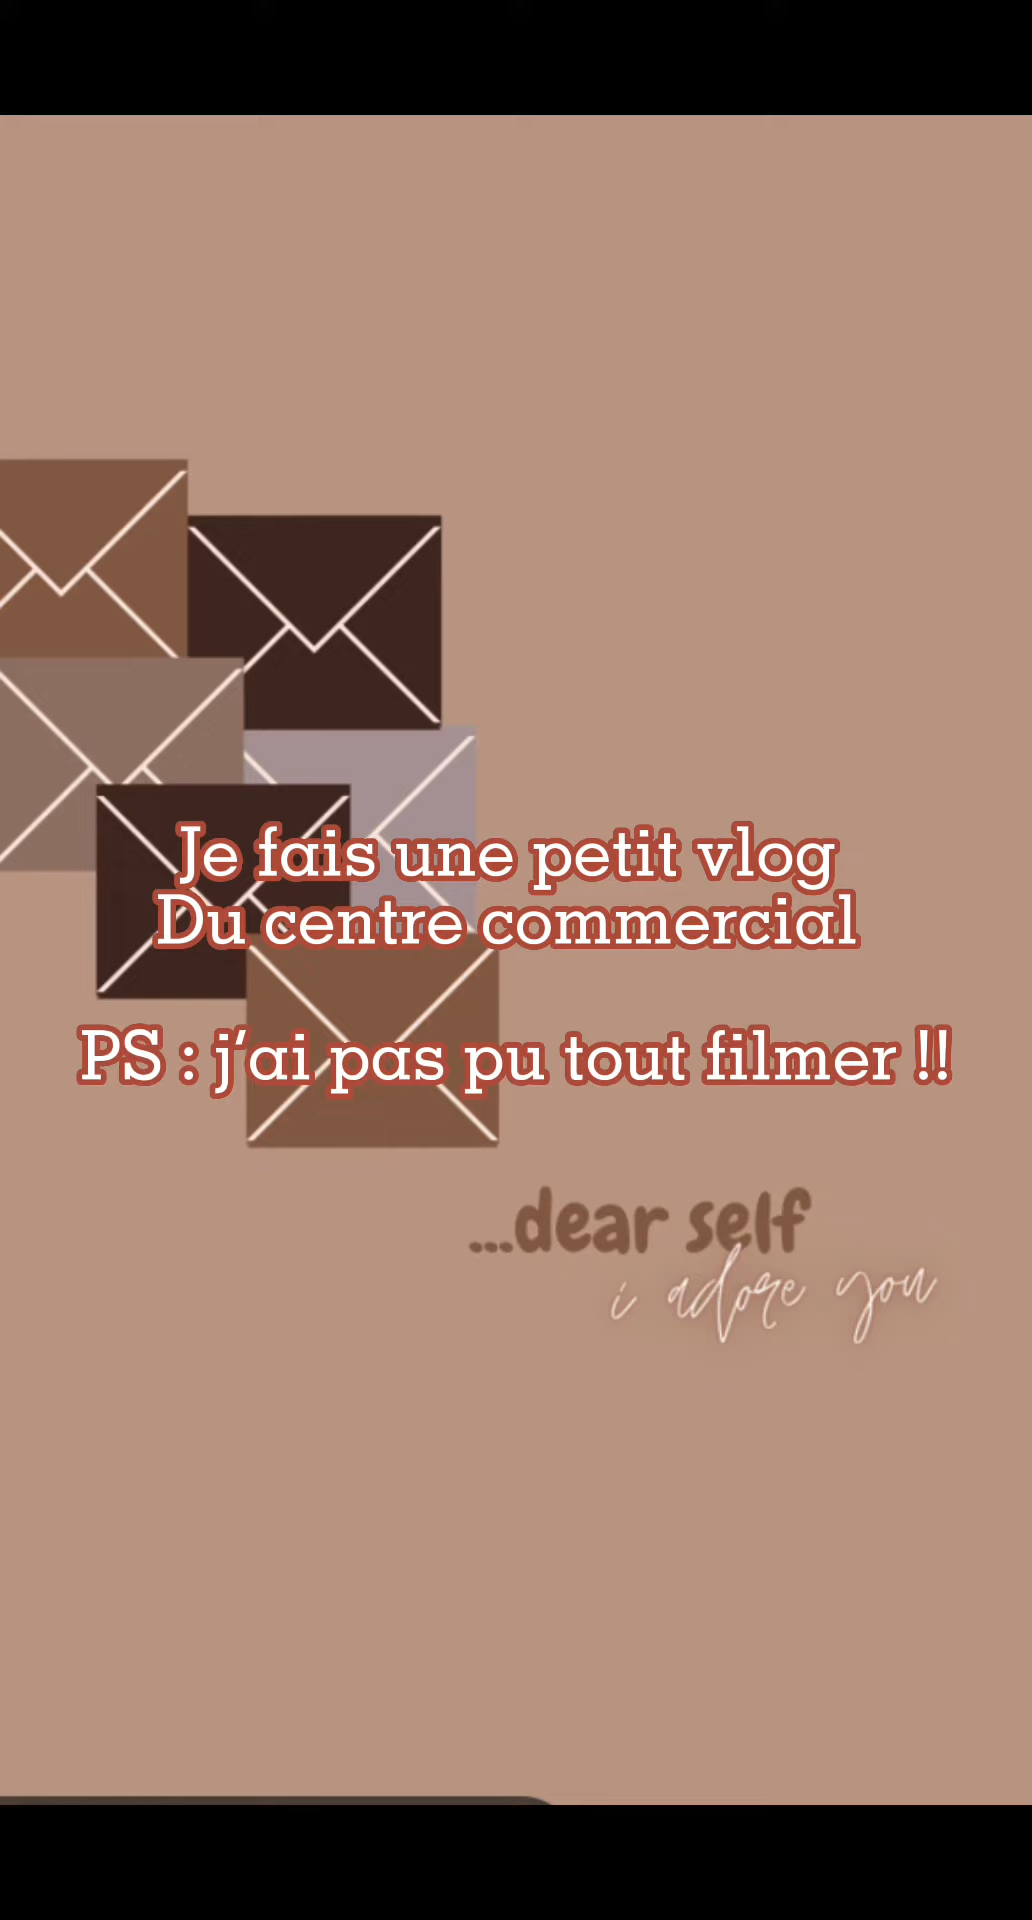 Je fais une petit vlog
Du centre commercial
PS : j’ai pas pu tout filmer !!
...dear self
i adore you